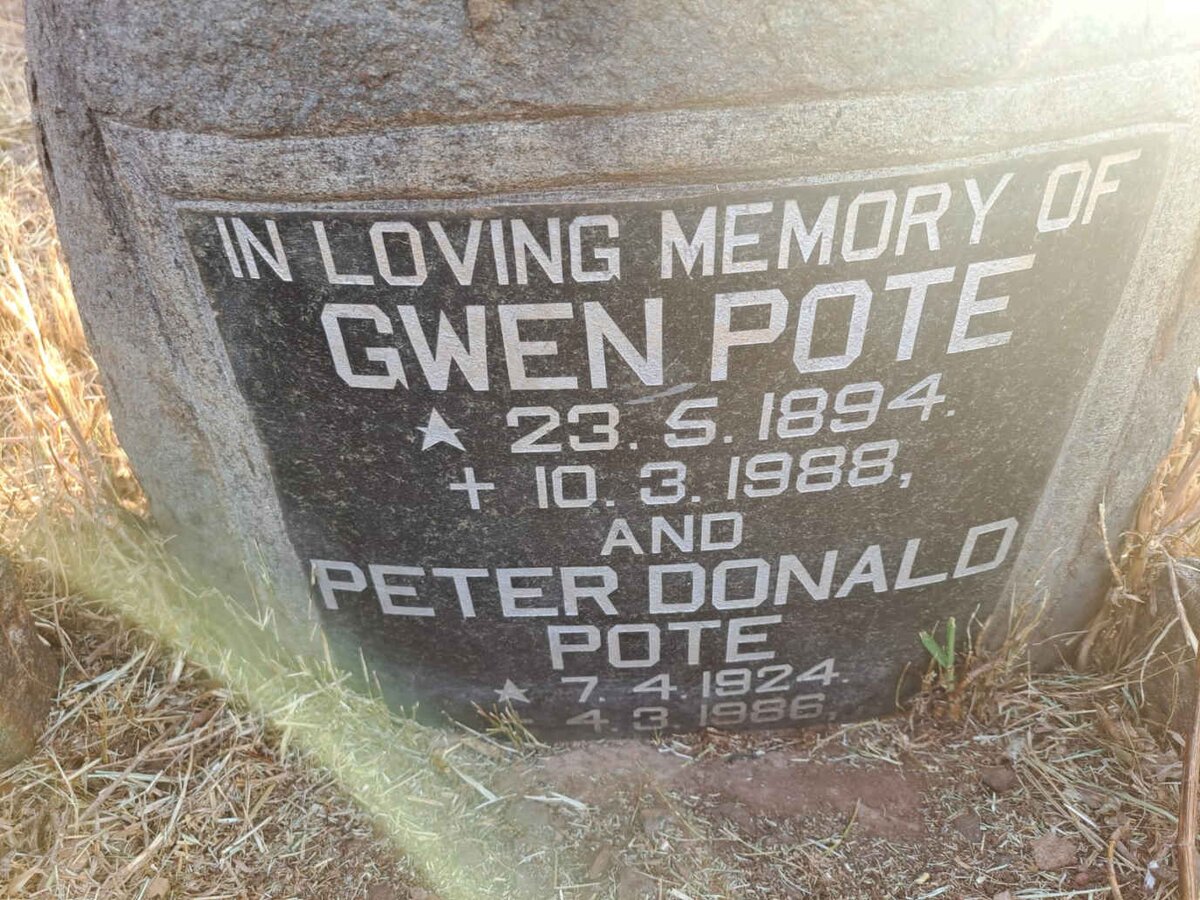 IN LOVING MEMORY OF
GWEN POTE
★ 23. 5. 1894.
+ 10. 3. 1988,
AND
PETER DONALD
POTE
★ 7. 4. 1924.
+ 4. 3. 1986,